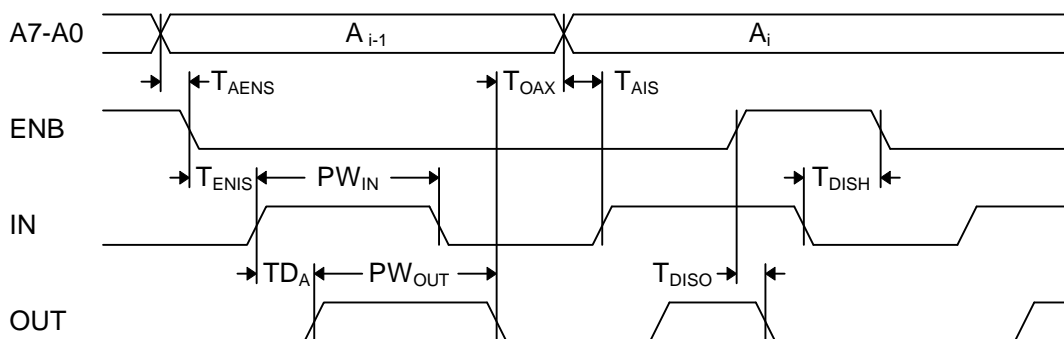 A7-A0 A i-1 Ai
TAENS TOAX TAIS
ENB
TENIS PWIN TDISH
IN
TDA PWOUT TDISO
OUT